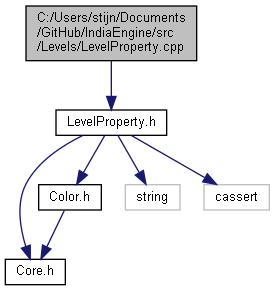 C:/Users/stijn/Documents
/GitHub/IndiaEngine/src
/Levels/LevelProperty.cpp
LevelProperty.h
Color.h
string
cassert
Core.h